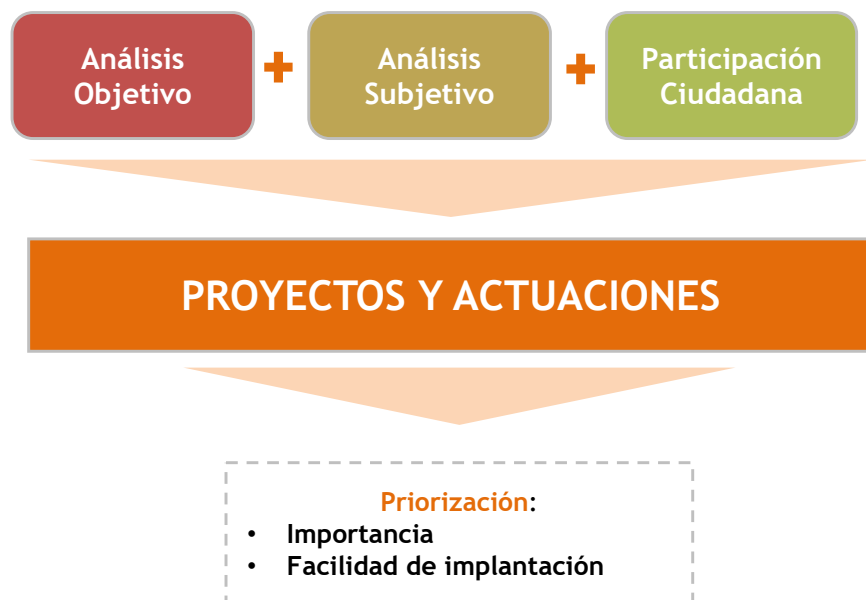 Análisis
Objetivo
+
Análisis
Subjetivo
+
Participación
Ciudadana
PROYECTOS Y ACTUACIONES
Priorización:
• Importancia
• Facilidad de implantación